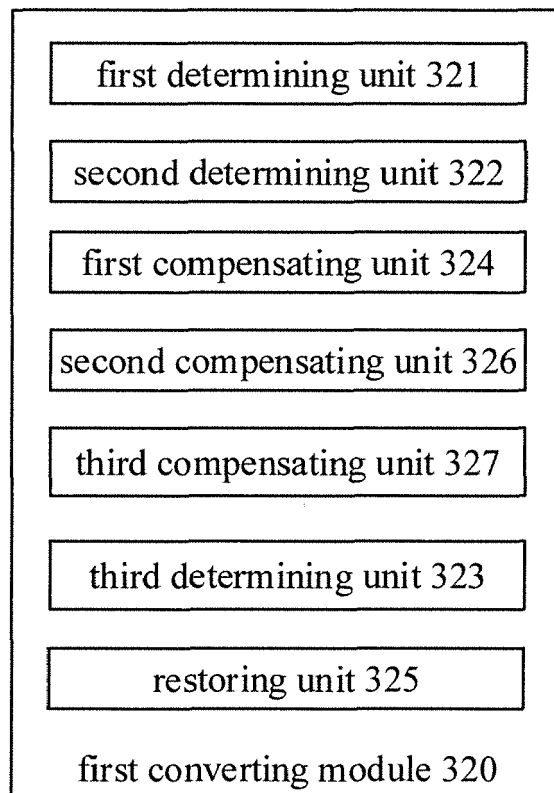 first determining unit 321
second determining unit 322
first compensating unit 324
second compensating unit 326
third compensating unit 327
third determining unit 323
restoring unit 325
first converting module 320